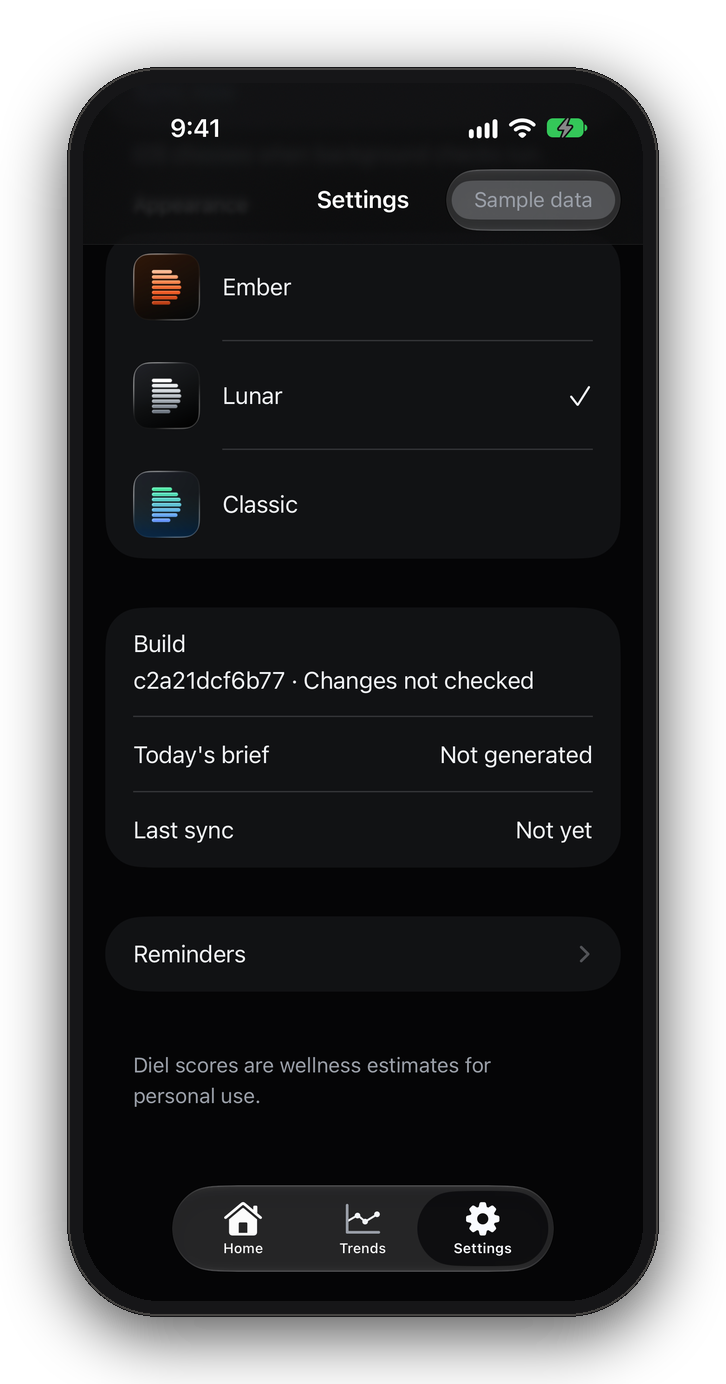 9:41
Settings
Sample data
Appearance
Ember
Lunar
Classic
Build
c2a21dcf6b77 · Changes not checked
Today's brief
Not generated
Last sync
Not yet
Reminders
Diel scores are wellness estimates for
personal use.
Home
Trends
Settings